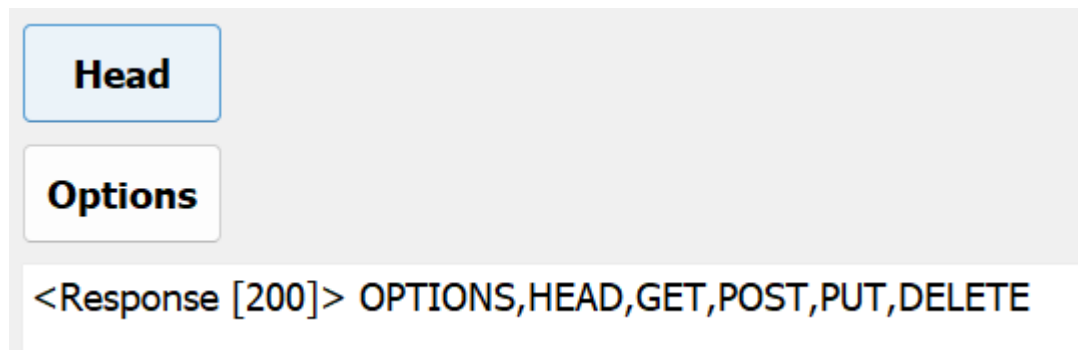 Head
Options
<Response [200]> OPTIONS,HEAD,GET,POST,PUT,DELETE